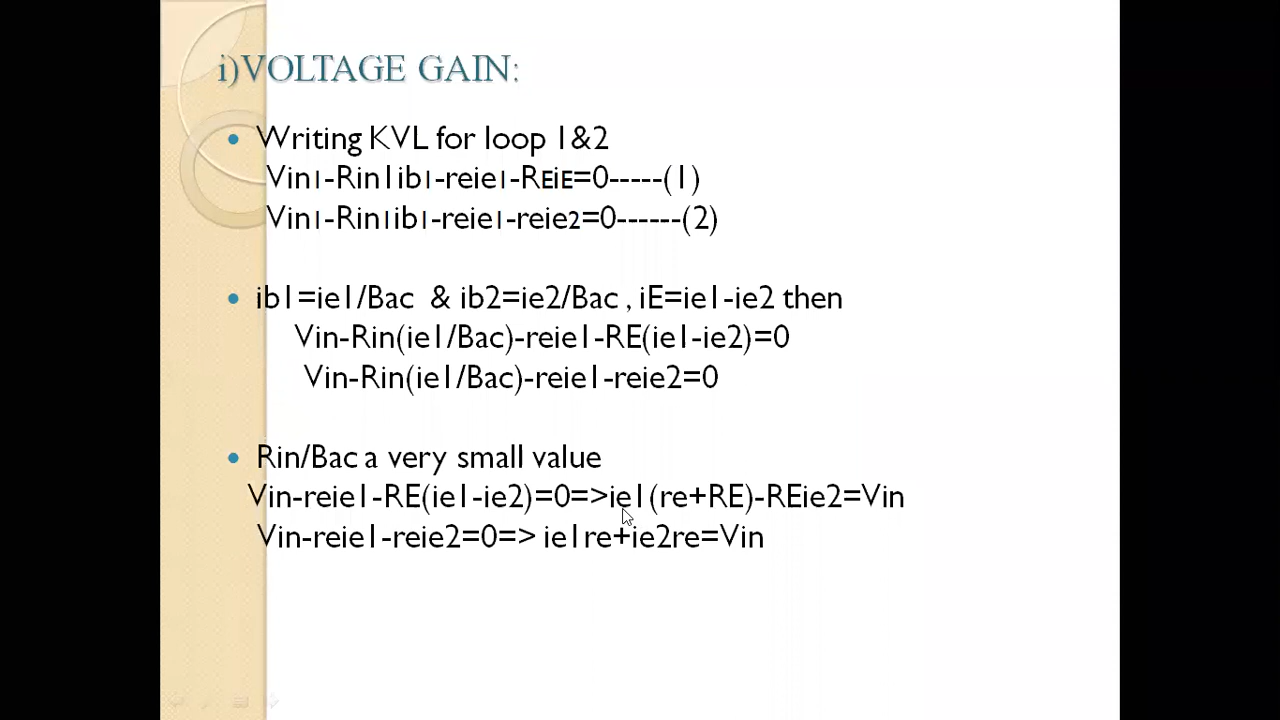 i)VOLTAGE GAIN:
• Writing KVL for loop 1&2
Vin1-Rin1ib1-reie1-REiE=0-----(1)
Vin1-Rin1ib1-reie1-reie2=0------(2)
• ib1=ie1/Bac & ib2=ie2/Bac , iE=ie1-ie2 then
Vin-Rin(ie1/Bac)-reie1-RE(ie1-ie2)=0
Vin-Rin(ie1/Bac)-reie1-reie2=0
• Rin/Bac a very small value
Vin-reie1-RE(ie1-ie2)=0=>ie1(re+RE)-REie2=Vin
Vin-reie1-reie2=0=> ie1re+ie2re=Vin